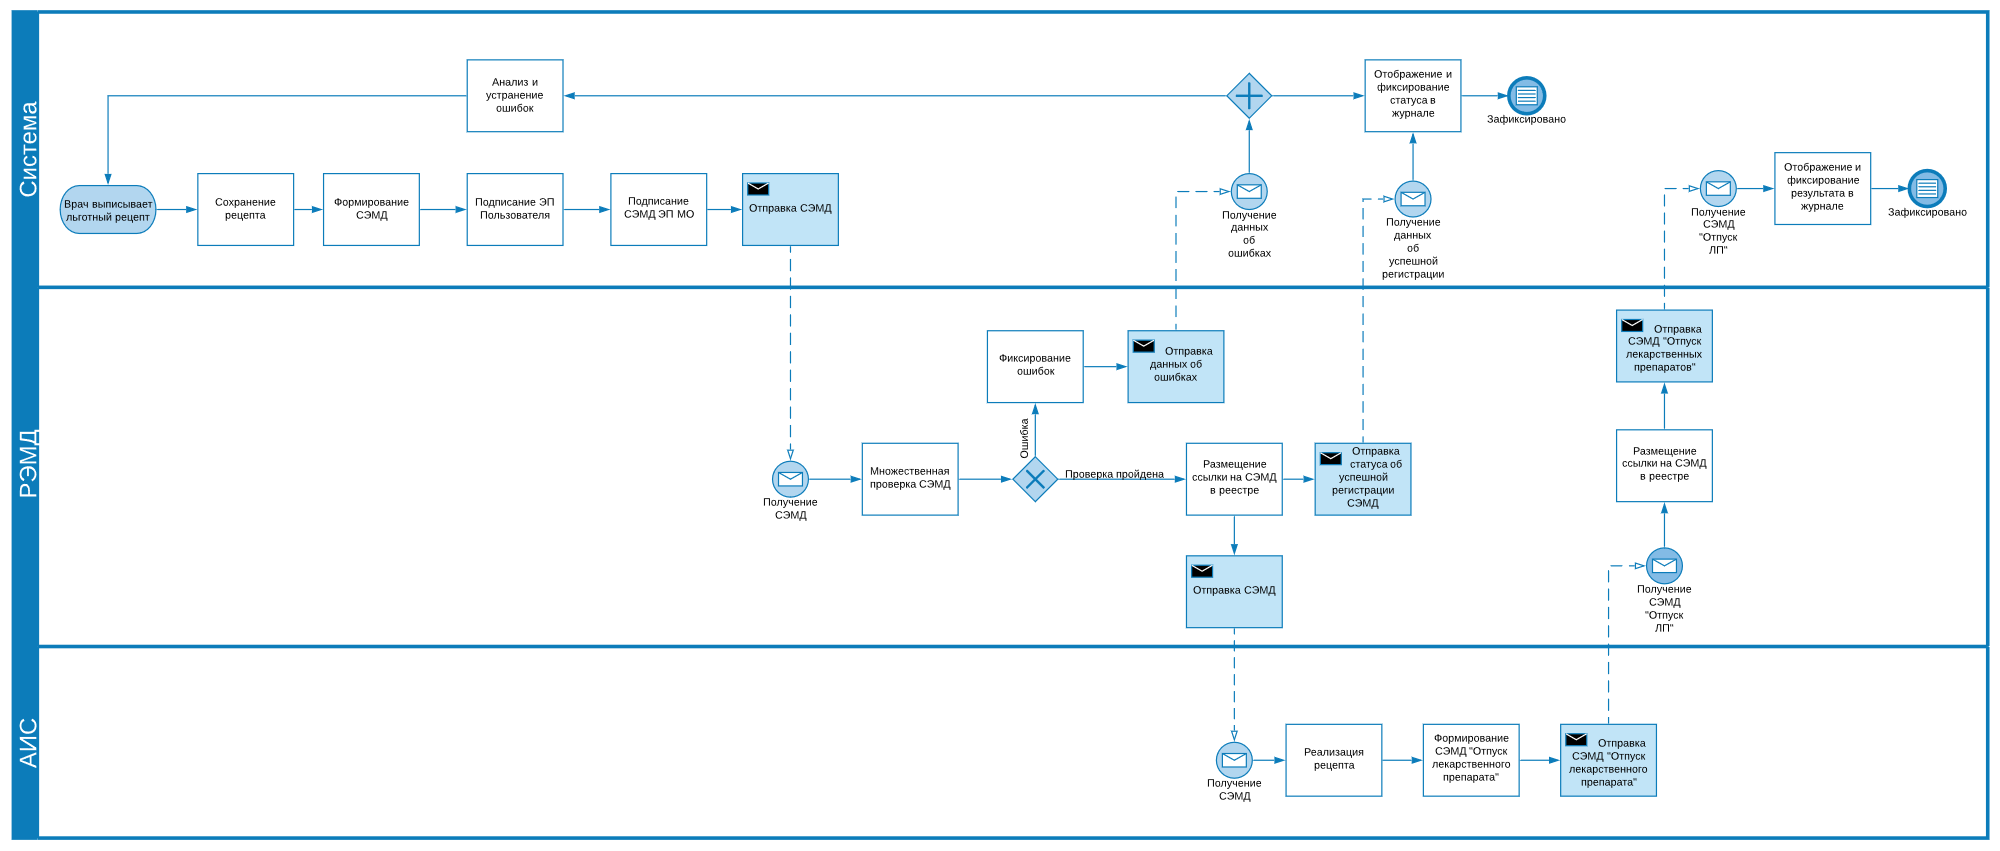 Система
Анализ и
устранение
ошибок
Отображение и
фиксирование
статуса в
журнале
Зафиксировано
Врач выписывает
льготный рецепт
Сохранение
рецепта
Формирование
СЭМД
Подписание ЭП
Пользователя
Подписание
СЭМД ЭП МО
Отправка СЭМД
Получение
данных
об
ошибках
Получение
данных
об
успешной
регистрации
Получение
СЭМД
"Отпуск
ЛП"
Отображение и
фиксирование
результата в
журнале
Зафиксировано
РЭМД
Получение
СЭМД
Множественная
проверка СЭМД
Ошибка
Фиксирование
ошибок
Отправка
данных об
ошибках
Проверка пройдена
Размещение
ссылки на СЭМД
в реестре
Отправка
статуса об
успешной
регистрации
СЭМД
Отправка СЭМД
Отправка
СЭМД "Отпуск
лекарственных
препаратов"
Размещение
ссылки на СЭМД
в реестре
Получение
СЭМД
"Отпуск
ЛП"
АИС
Получение
СЭМД
Реализация
рецепта
Формирование
СЭМД "Отпуск
лекарственного
препарата"
Отправка
СЭМД "Отпуск
лекарственного
препарата"